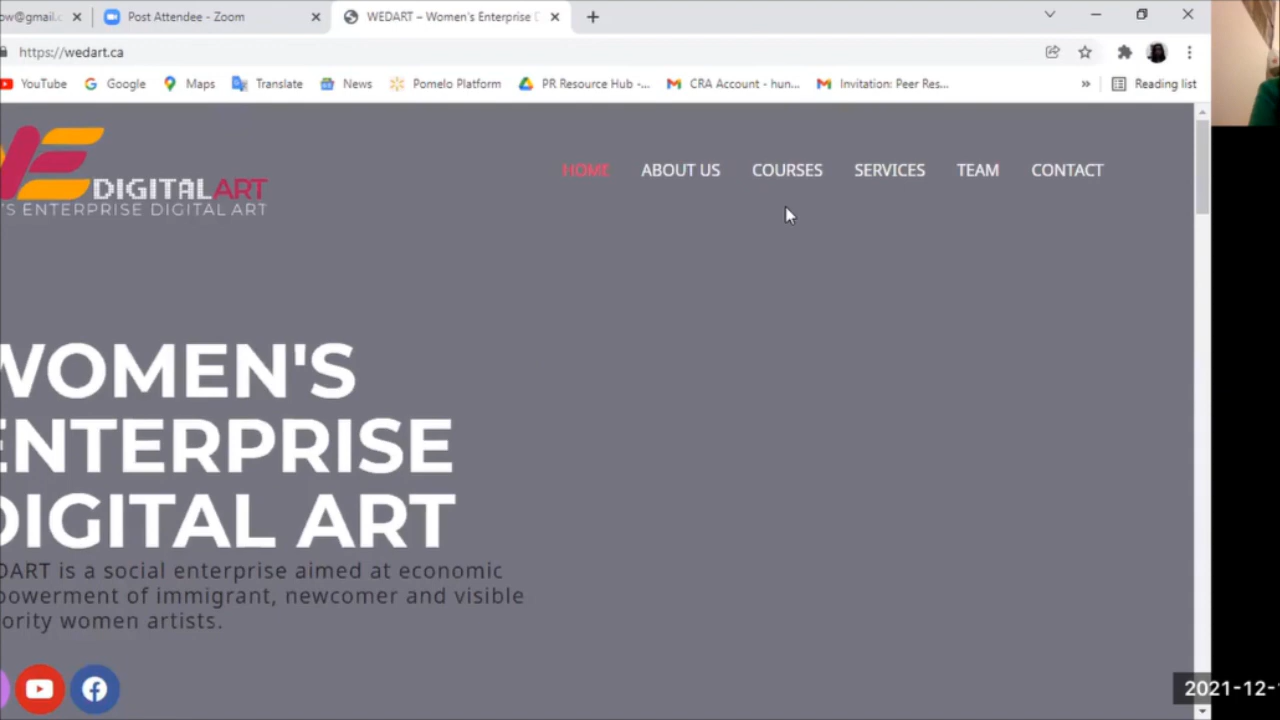 ow@gmail.c Post Attendee - Zoom WEDART – Women's Enterprise D
https://wedart.ca
YouTube Google Maps Translate News Pomelo Platform PR Resource Hub -... CRA Account - hun... Invitation: Peer Res... » Reading list
E DIGITALART
'S ENTERPRISE DIGITAL ART
HOME ABOUT US COURSES SERVICES TEAM CONTACT
WOMEN'S
ENTERPRISE
DIGITAL ART
DART is a social enterprise aimed at economic
powerment of immigrant, newcomer and visible
ority women artists.
2021-12-